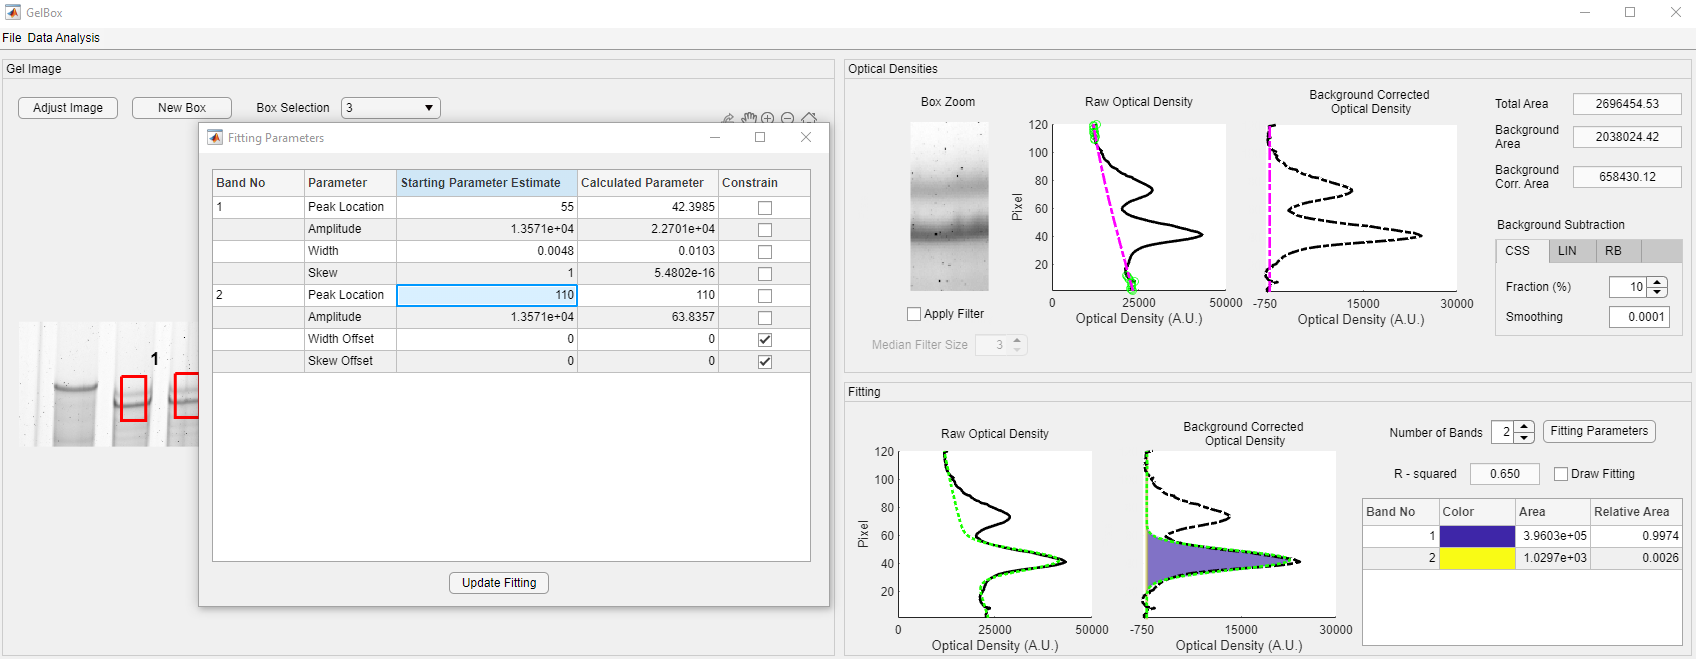 GelBox
File Data Analysis
Gel Image
Adjust Image
New Box
Box Selection
3
1
Fitting Parameters
Band No Parameter Starting Parameter Estimate Calculated Parameter Constrain
1 Peak Location 55 42.3985
Amplitude 1.3571e+04 2.2701e+04
Width 0.0048 0.0103
Skew 1 5.4802e-16
2 Peak Location 110 110
Amplitude 1.3571e+04 63.8357
Width Offset 0 0
Skew Offset 0 0
Update Fitting
Optical Densities
Box Zoom
Apply Filter
Median Filter Size 3
Raw Optical Density
120
100
80
60
40
20
0 25000 50000
Pixel
Optical Density (A.U.)
Background Corrected
Optical Density
-750 15000 30000
Optical Density (A.U.)
Total Area 2696454.53
Background
Area
2038024.42
Background
Corr. Area
658430.12
Background Subtraction
CSS LIN RB
Fraction (%) 10
Smoothing 0.0001
Fitting
Raw Optical Density
120
100
80
60
40
20
0 25000 50000
Pixel
Optical Density (A.U.)
Background Corrected
Optical Density
-750 15000 30000
Optical Density (A.U.)
Number of Bands 2 Fitting Parameters
R - squared 0.650 Draw Fitting
Band No Color Area Relative Area
1 3.9603e+05 0.9974
2 1.0297e+03 0.0026